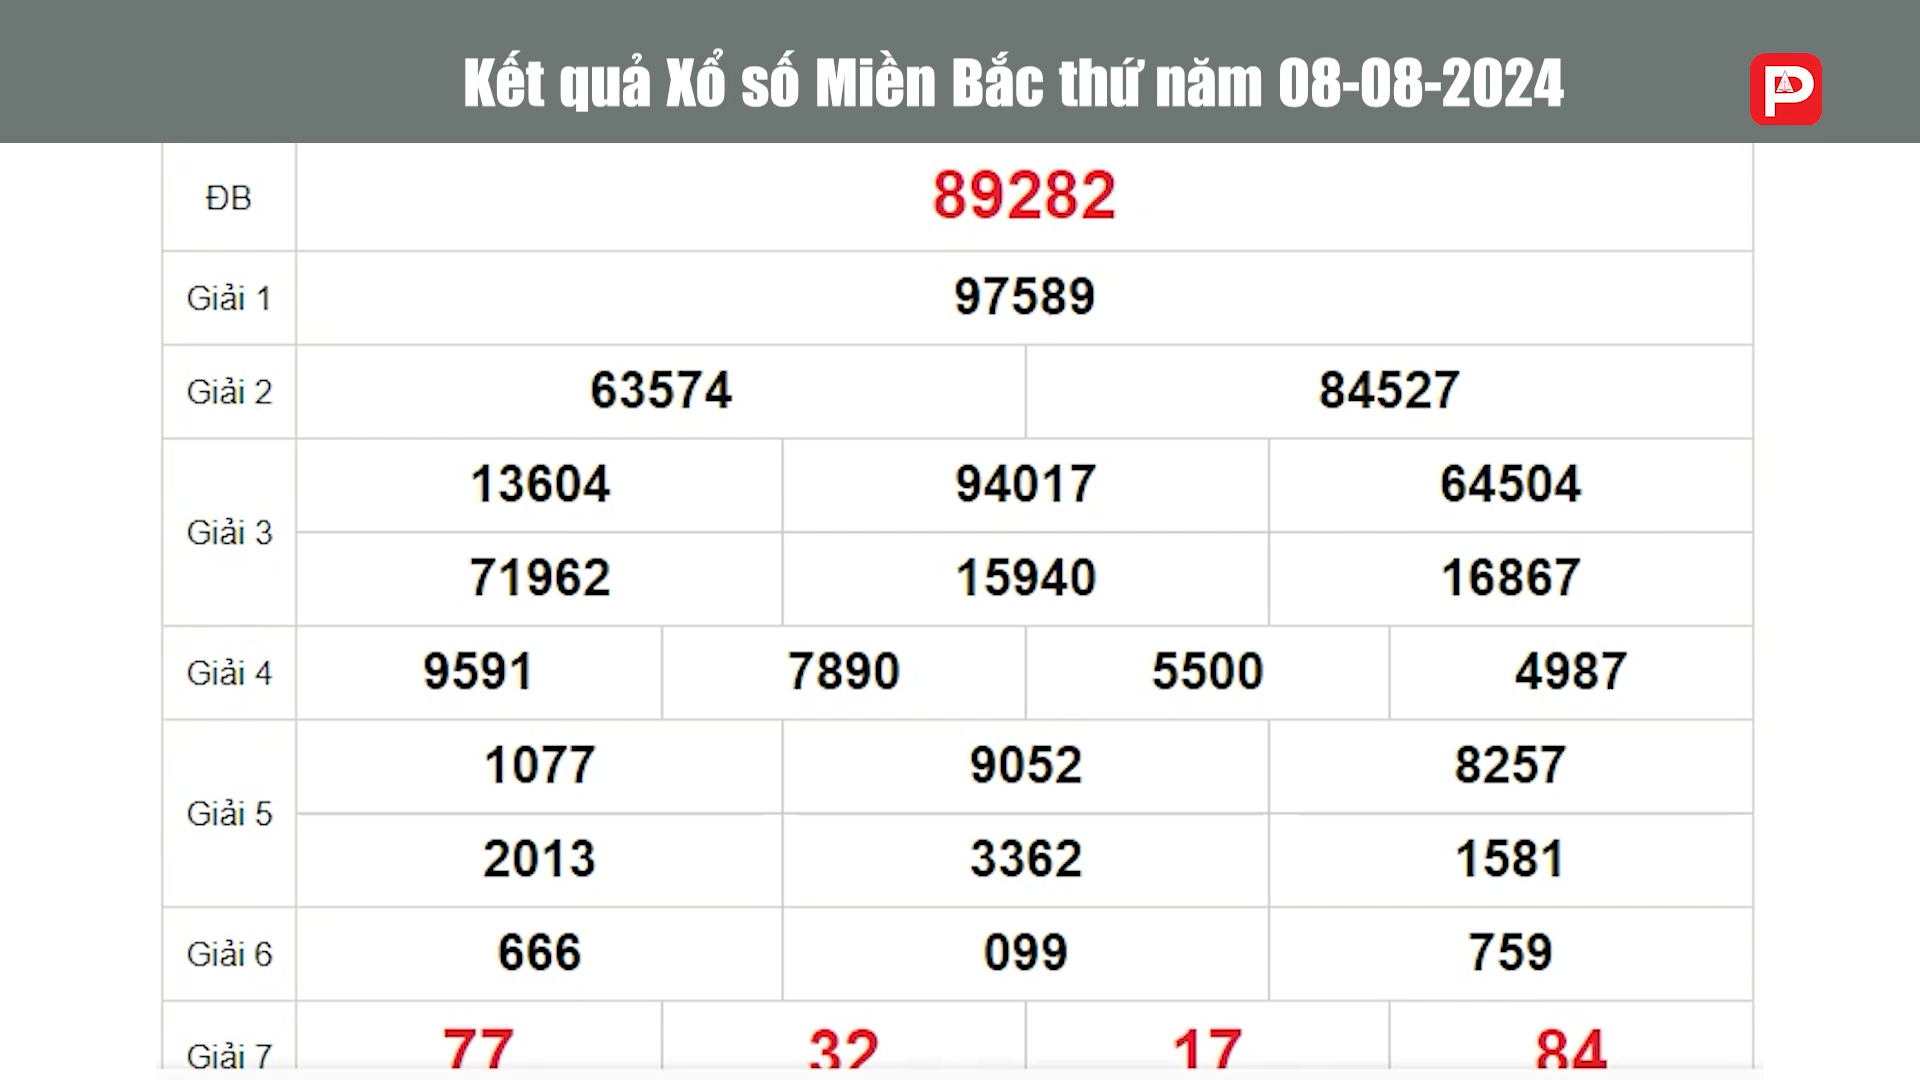 Kết quả Xổ số Miền Bắc thứ năm 08-08-2024
P
ĐB 89282
Giải 1 97589
Giải 2 63574 84527
Giải 3 13604 94017 64504
71962 15940 16867
Giải 4 9591 7890 5500 4987
Giải 5 1077 9052 8257
2013 3362 1581
Giải 6 666 099 759
Giải 7 77 32 17 84